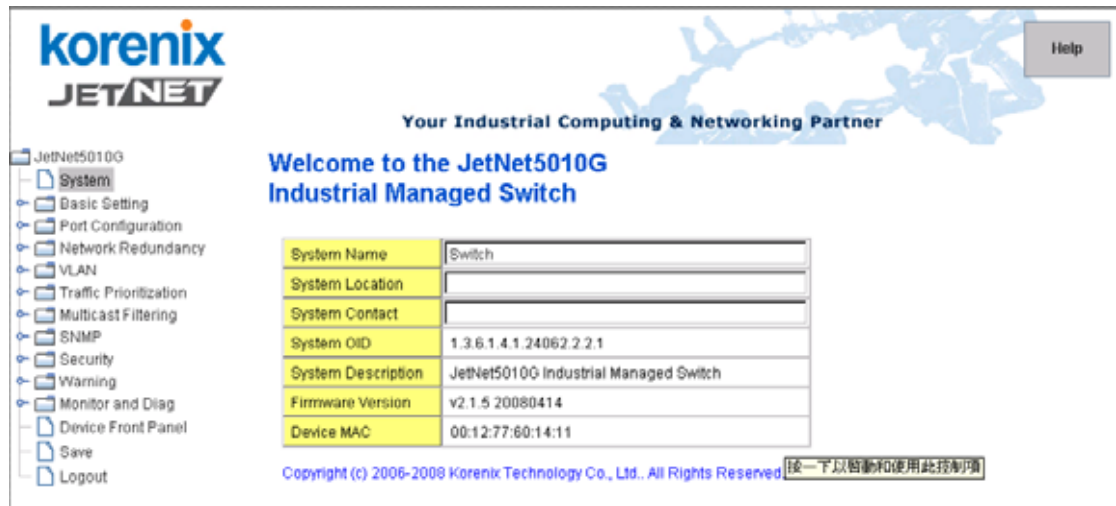 korenix
JETNET
Help
Your Industrial Computing & Networking Partner
JetNet5010G
System
Basic Setting
Port Configuration
Network Redundancy
VLAN
Traffic Prioritization
Multicast Filtering
SNMP
Security
Warning
Monitor and Diag
Device Front Panel
Save
Logout
Welcome to the JetNet5010G
Industrial Managed Switch
System Name Switch
System Location
System Contact
System OID 1.3.6.1.4.1.24062.2.2.1
System Description JetNet5010G Industrial Managed Switch
Firmware Version v2.1.5 20080414
Device MAC 00:12:77:60:14:11
Copyright (c) 2006-2008 Korenix Technology Co., Ltd.. All Rights Reserved.
按一下以啟動和使用此控制項